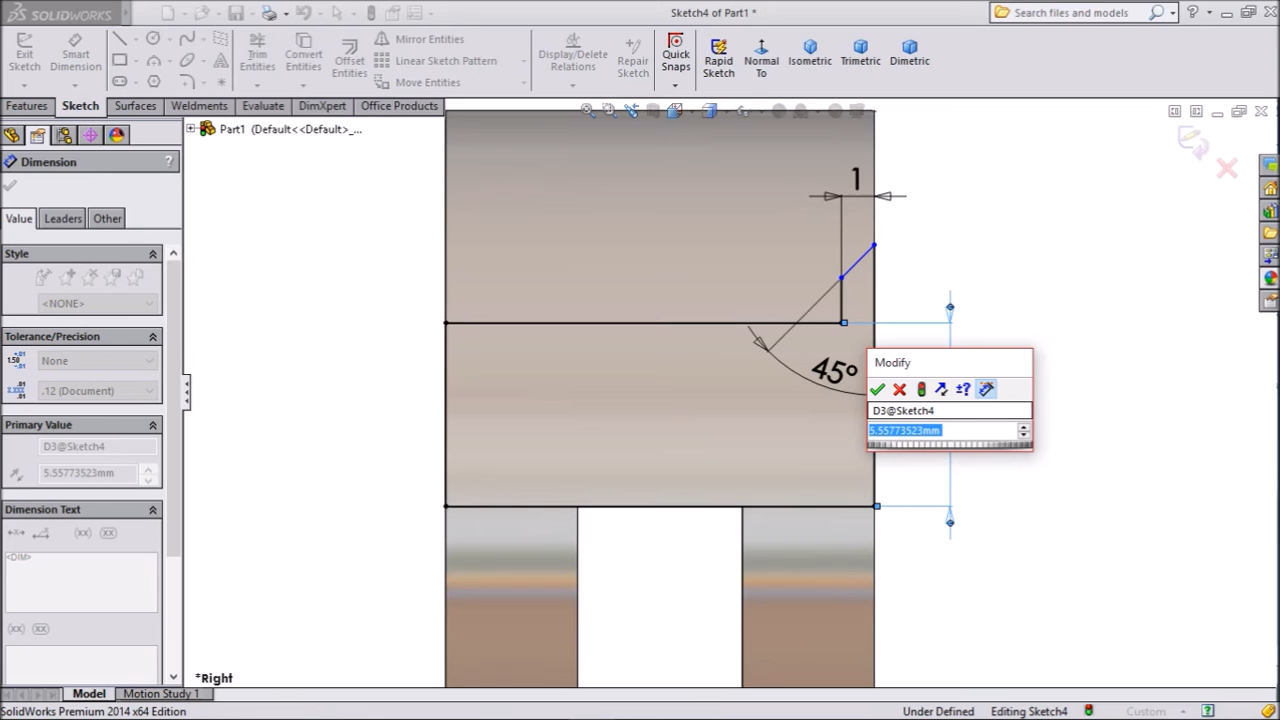 SOLIDWORKS
Sketch4 of Part1 *
Search files and models
Exit Sketch
Smart Dimension
Trim Entities
Convert Entities
Offset Entities
Mirror Entities
Linear Sketch Pattern
Move Entities
Display/Delete Relations
Repair Sketch
Quick Snaps
Rapid Sketch
Normal To
Isometric
Trimetric
Dimetric
Features
Sketch
Surfaces
Weldments
Evaluate
DimXpert
Office Products
Part1 (Default<<Default>_...
Dimension
?
Value
Leaders
Other
Style
<NONE>
Tolerance/Precision
None
.12 (Document)
Primary Value
D3@Sketch4
5.55773523mm
Dimension Text
<DIM>
1
45°
Modify
D3@Sketch4
5.55773523mm
*Right
Model
Motion Study 1
SolidWorks Premium 2014 x64 Edition
Under Defined
Editing Sketch4
Custom